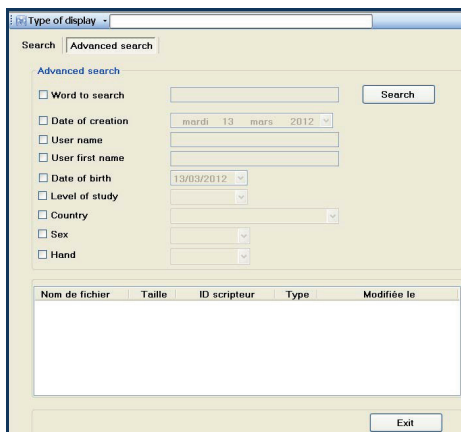 Type of display
Search Advanced search
Advanced search
Word to search Search
Date of creation mardi 13 mars 2012
User name
User first name
Date of birth 13/03/2012
Level of study
Country
Sex
Hand
Nom de fichier Taille ID scripteur Type Modifiée le
Exit